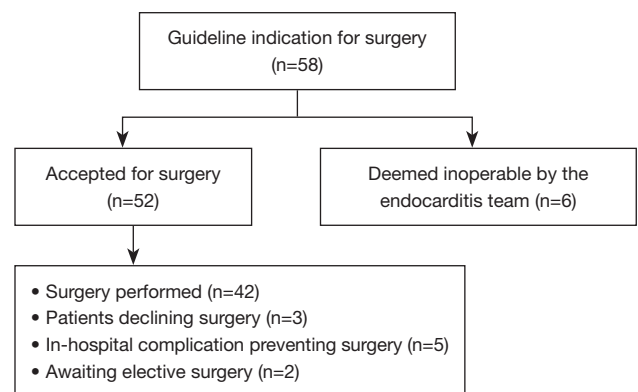 Guideline indication for surgery
(n=58)
Accepted for surgery
(n=52)
Deemed inoperable by the
endocarditis team (n=6)
• Surgery performed (n=42)
• Patients declining surgery (n=3)
• In-hospital complication preventing surgery (n=5)
• Awaiting elective surgery (n=2)